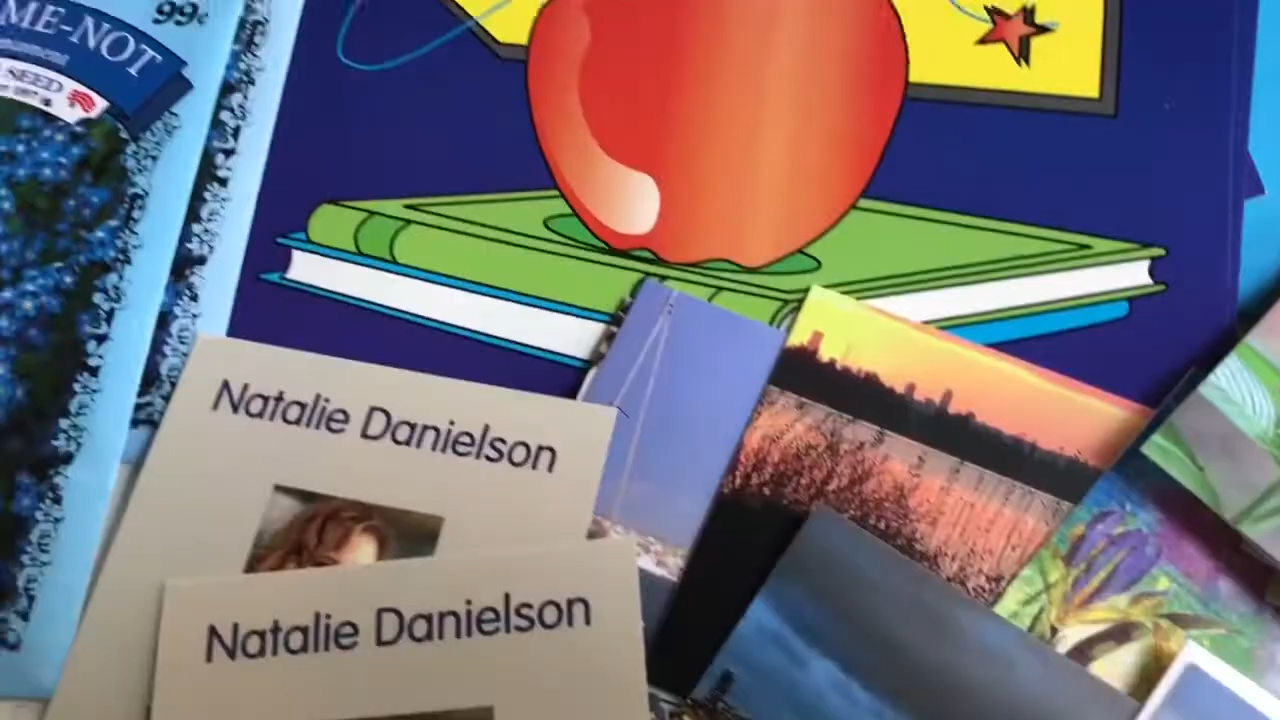 99¢
ME-NOT
SEED
Natalie Danielson
Natalie Danielson